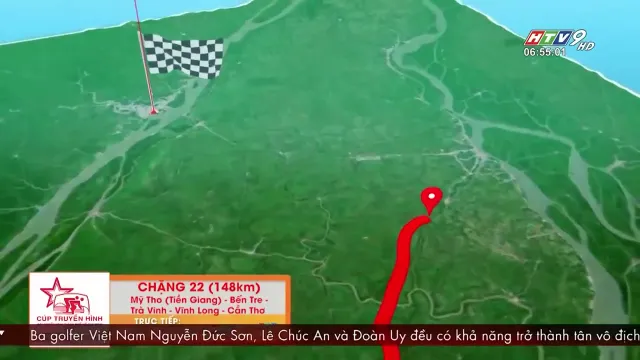 HTV9 HD
06:55:01
CHẶNG 22 (148km)
Mỹ Tho (Tiền Giang) - Bến Tre -
Trà Vinh - Vĩnh Long - Cần Thơ
TRỰC TIẾP:
CÚP TRUYỀN HÌNH
Ba golfer Việt Nam Nguyễn Đức Sơn, Lê Chúc An và Đoàn Uy đều có khả năng trở thành tân vô địch